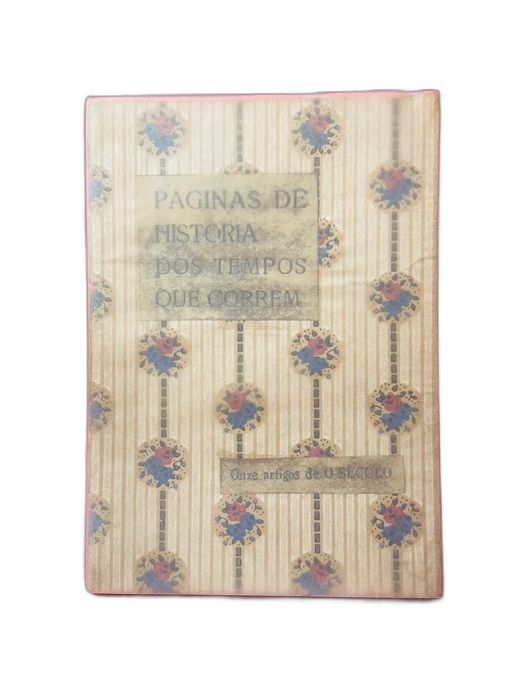 PAGINAS DE
HISTORIA
DOS TEMPOS
QUE CORREM
Onze artigos de O SECULO